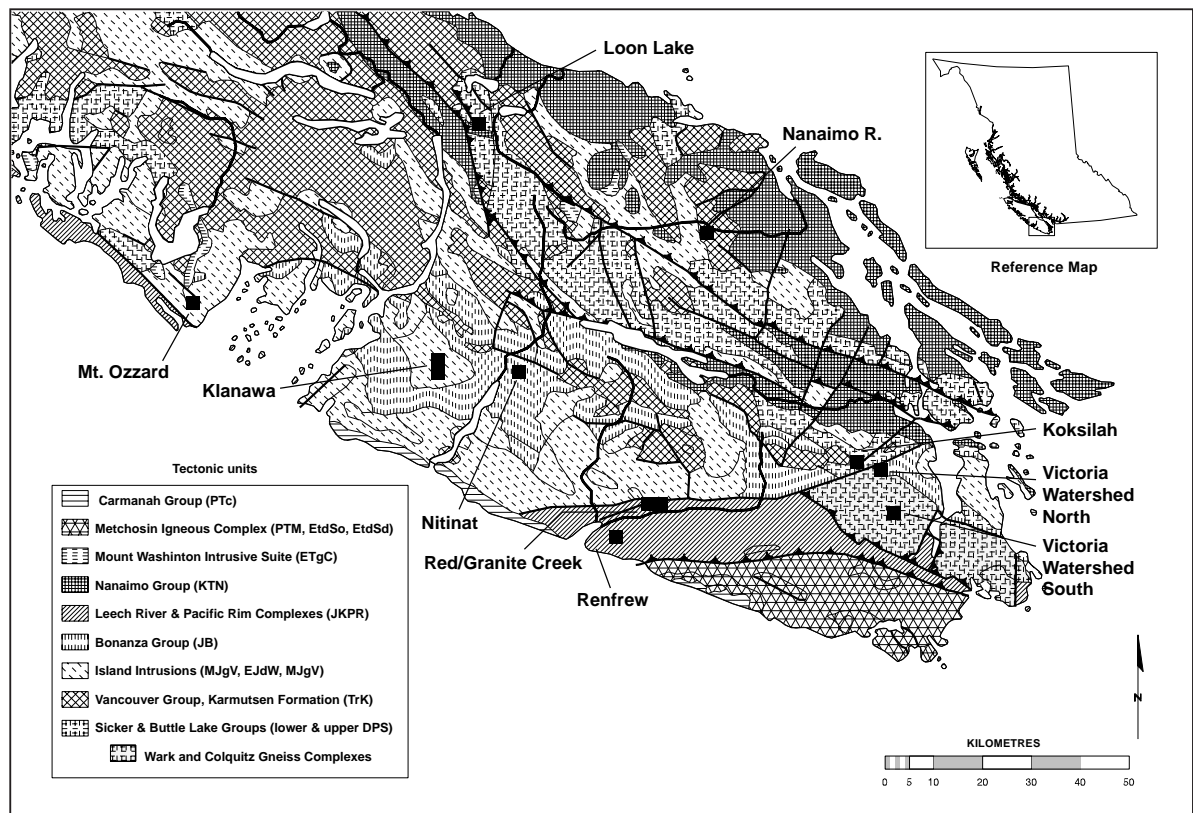 Loon Lake
Nanaimo R.
Reference Map
Mt. Ozzard
Klanawa
Koksilah
Victoria
Watershed
North
Nitinat
Victoria
Watershed
South
Red/Granite Creek
Renfrew
Tectonic units
Carmanah Group (PTc)
Metchosin Igneous Complex (PTM, EtdSo, EtdSd)
Mount Washinton Intrusive Suite (ETgC)
Nanaimo Group (KTN)
Leech River & Pacific Rim Complexes (JKPR)
Bonanza Group (JB)
Island Intrusions (MJgV, EJdW, MJgV)
Vancouver Group, Karmutsen Formation (TrK)
Sicker & Buttle Lake Groups (lower & upper DPS)
Wark and Colquitz Gneiss Complexes
N
KILOMETRES
0 5 10 20 30 40 50